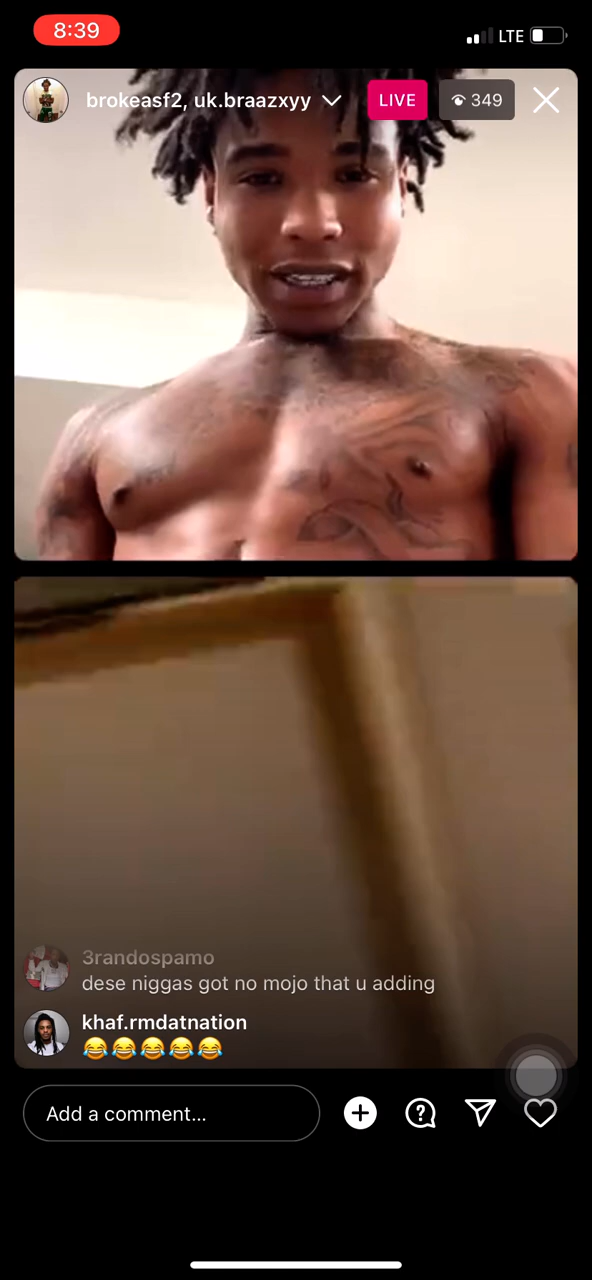 8:39
LTE
brokeasf2, uk.braazxyy
LIVE
349
3randospamo
dese niggas got no mojo that u adding
khaf.rmdatnation
😂😂😂😂😂
Add a comment...